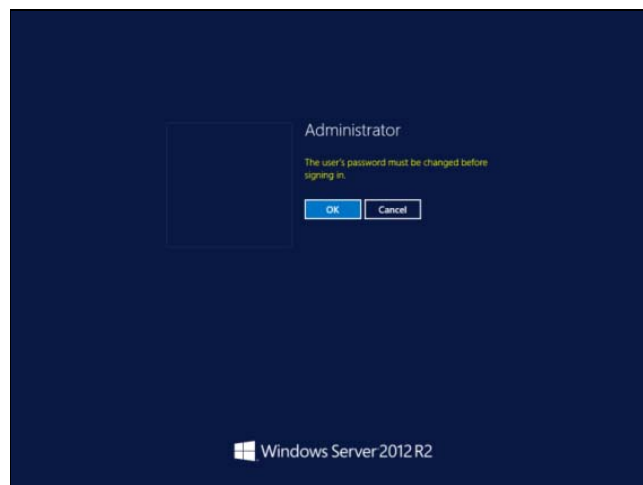 Administrator
The user's password must be changed before
signing in.
OK Cancel
Windows Server 2012 R2